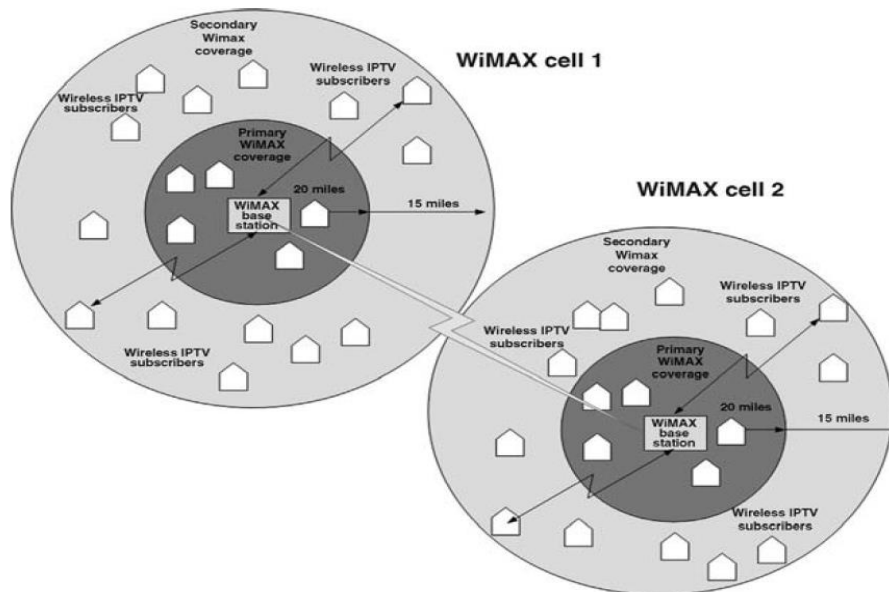 WiMAX cell 1
Secondary
Wimax
coverage
Wireless IPTV
subscribers
Wireless IPTV
subscribers
Primary
WiMAX
coverage
20 miles
15 miles
WiMAX
base
station
Wireless IPTV
subscribers
WiMAX cell 2
Secondary
Wimax
coverage
Wireless IPTV
subscribers
Wireless IPTV
subscribers
Primary
WiMAX
coverage
20 miles
15 miles
WiMAX
base
station
Wireless IPTV
subscribers